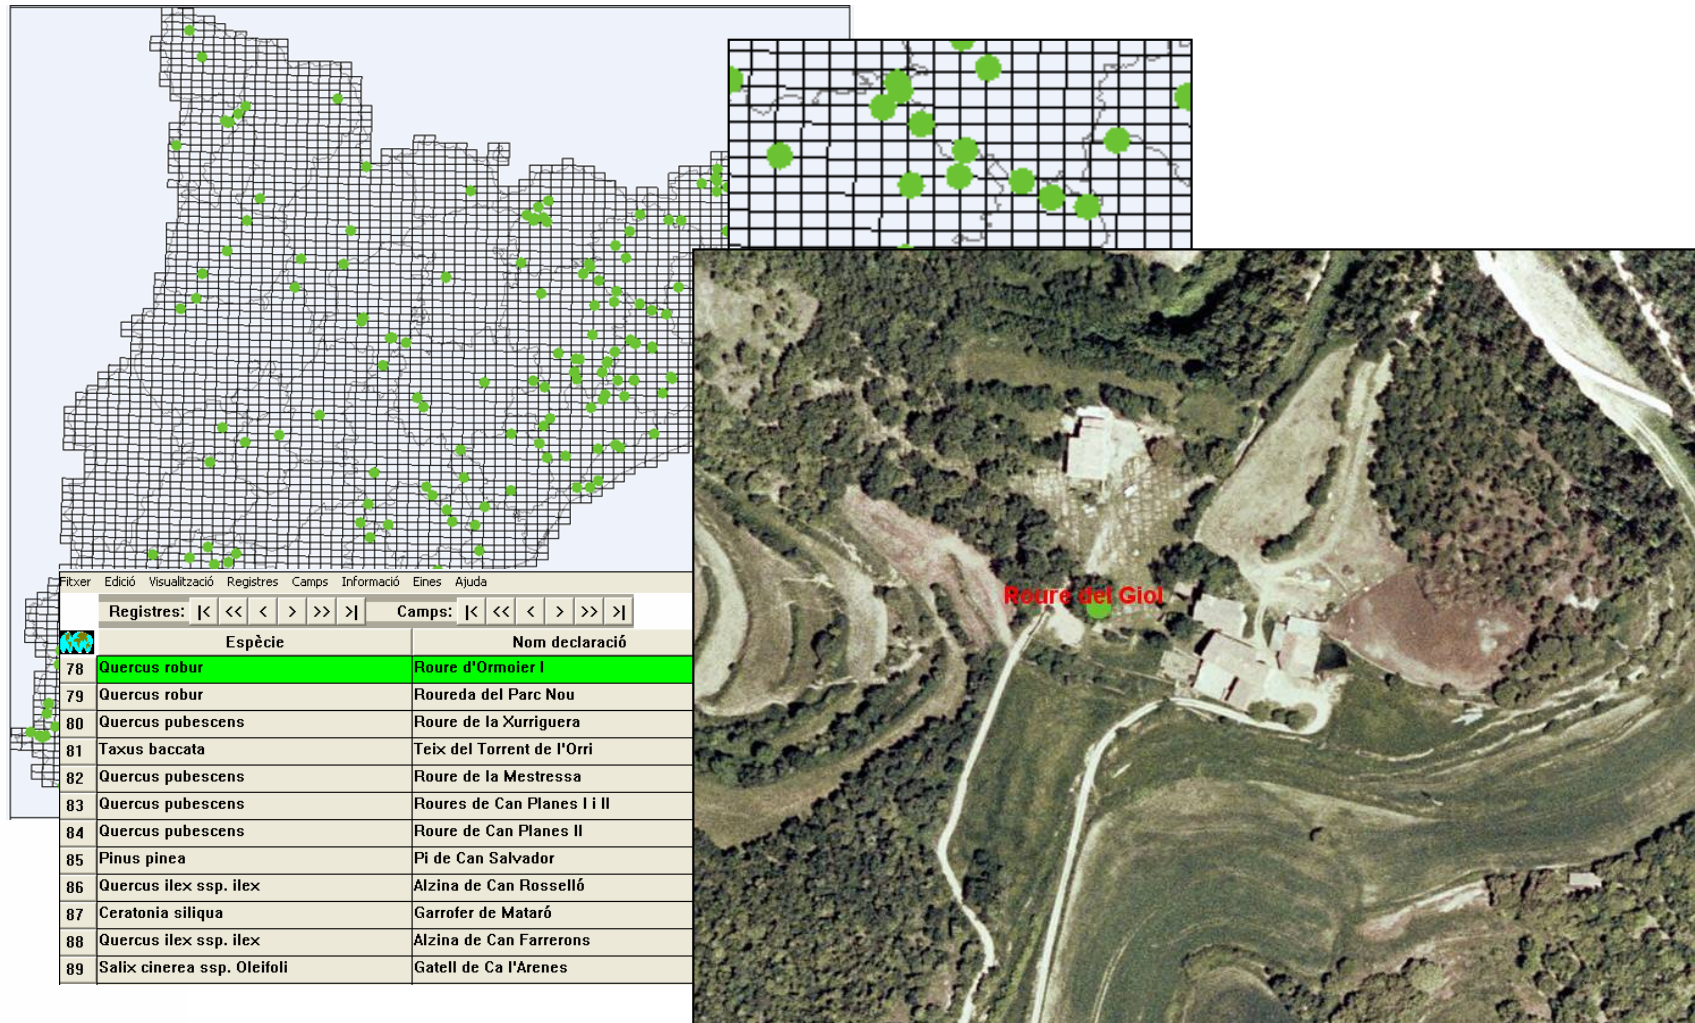 Fitxer Edició Visualització Registres Camps Informació Eines Ajuda
Registres: |< << < > >> >| Camps: |< << < > >> >|
Espècie Nom declaració
78 Quercus robur Roure d'Ormoier I
79 Quercus robur Roureda del Parc Nou
80 Quercus pubescens Roure de la Xurriguera
81 Taxus baccata Teix del Torrent de l'Orri
82 Quercus pubescens Roure de la Mestressa
83 Quercus pubescens Roures de Can Planes I i II
84 Quercus pubescens Roure de Can Planes II
85 Pinus pinea Pi de Can Salvador
86 Quercus ilex ssp. ilex Alzina de Can Rosselló
87 Ceratonia siliqua Garrofer de Mataró
88 Quercus ilex ssp. ilex Alzina de Can Farrerons
89 Salix cinerea ssp. Oleifoli Gatell de Ca l'Arenes
Roure del Giol